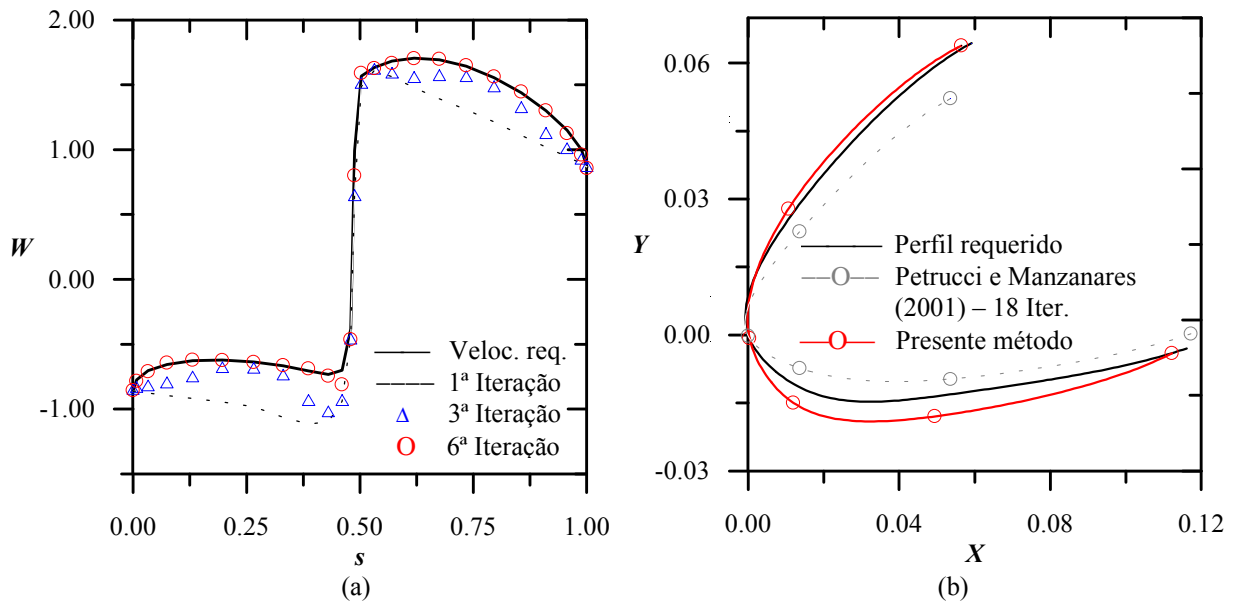 2.00
1.00
0.00
-1.00
W
0.00
0.25
0.50
0.75
1.00
s
Veloc. req.
1ª Iteração
3ª Iteração
6ª Iteração
(a)
0.06
0.03
0.00
-0.03
Y
0.00
0.04
0.08
0.12
X
Perfil requerido
Petrucci e Manzanares
(2001) – 18 Iter.
Presente método
(b)